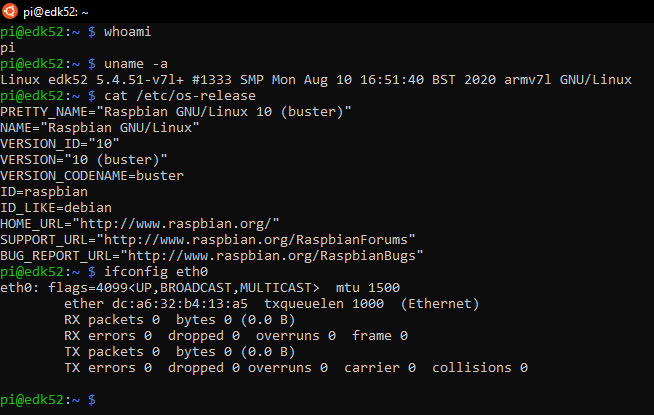 pi@edk52: ~
pi@edk52:~ $ whoami
pi
pi@edk52:~ $ uname -a
Linux edk52 5.4.51-v7l+ #1333 SMP Mon Aug 10 16:51:40 BST 2020 armv7l GNU/Linux
pi@edk52:~ $ cat /etc/os-release
PRETTY_NAME="Raspbian GNU/Linux 10 (buster)"
NAME="Raspbian GNU/Linux"
VERSION_ID="10"
VERSION="10 (buster)"
VERSION_CODENAME=buster
ID=raspbian
ID_LIKE=debian
HOME_URL="http://www.raspbian.org/"
SUPPORT_URL="http://www.raspbian.org/RaspbianForums"
BUG_REPORT_URL="http://www.raspbian.org/RaspbianBugs"
pi@edk52:~ $ ifconfig eth0
eth0: flags=4099<UP,BROADCAST,MULTICAST>  mtu 1500
        ether dc:a6:32:b4:13:a5  txqueuelen 1000  (Ethernet)
        RX packets 0  bytes 0 (0.0 B)
        RX errors 0  dropped 0  overruns 0  frame 0
        TX packets 0  bytes 0 (0.0 B)
        TX errors 0  dropped 0 overruns 0  carrier 0  collisions 0
pi@edk52:~ $